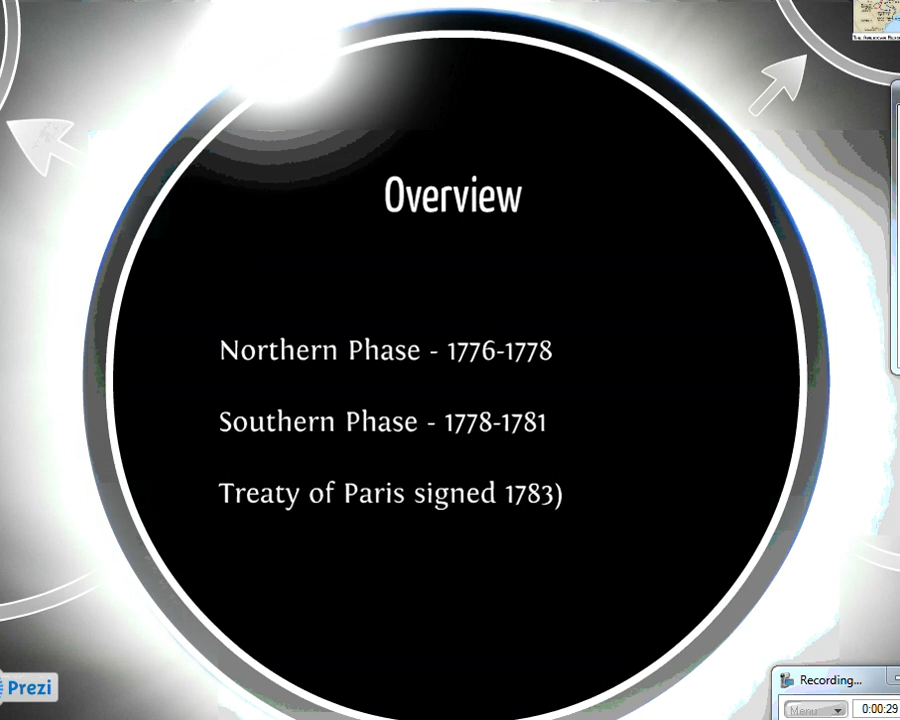 Overview
Northern Phase - 1776-1778
Southern Phase - 1778-1781
Treaty of Paris signed 1783)
Prezi
Recording...
Menu
0:00:29